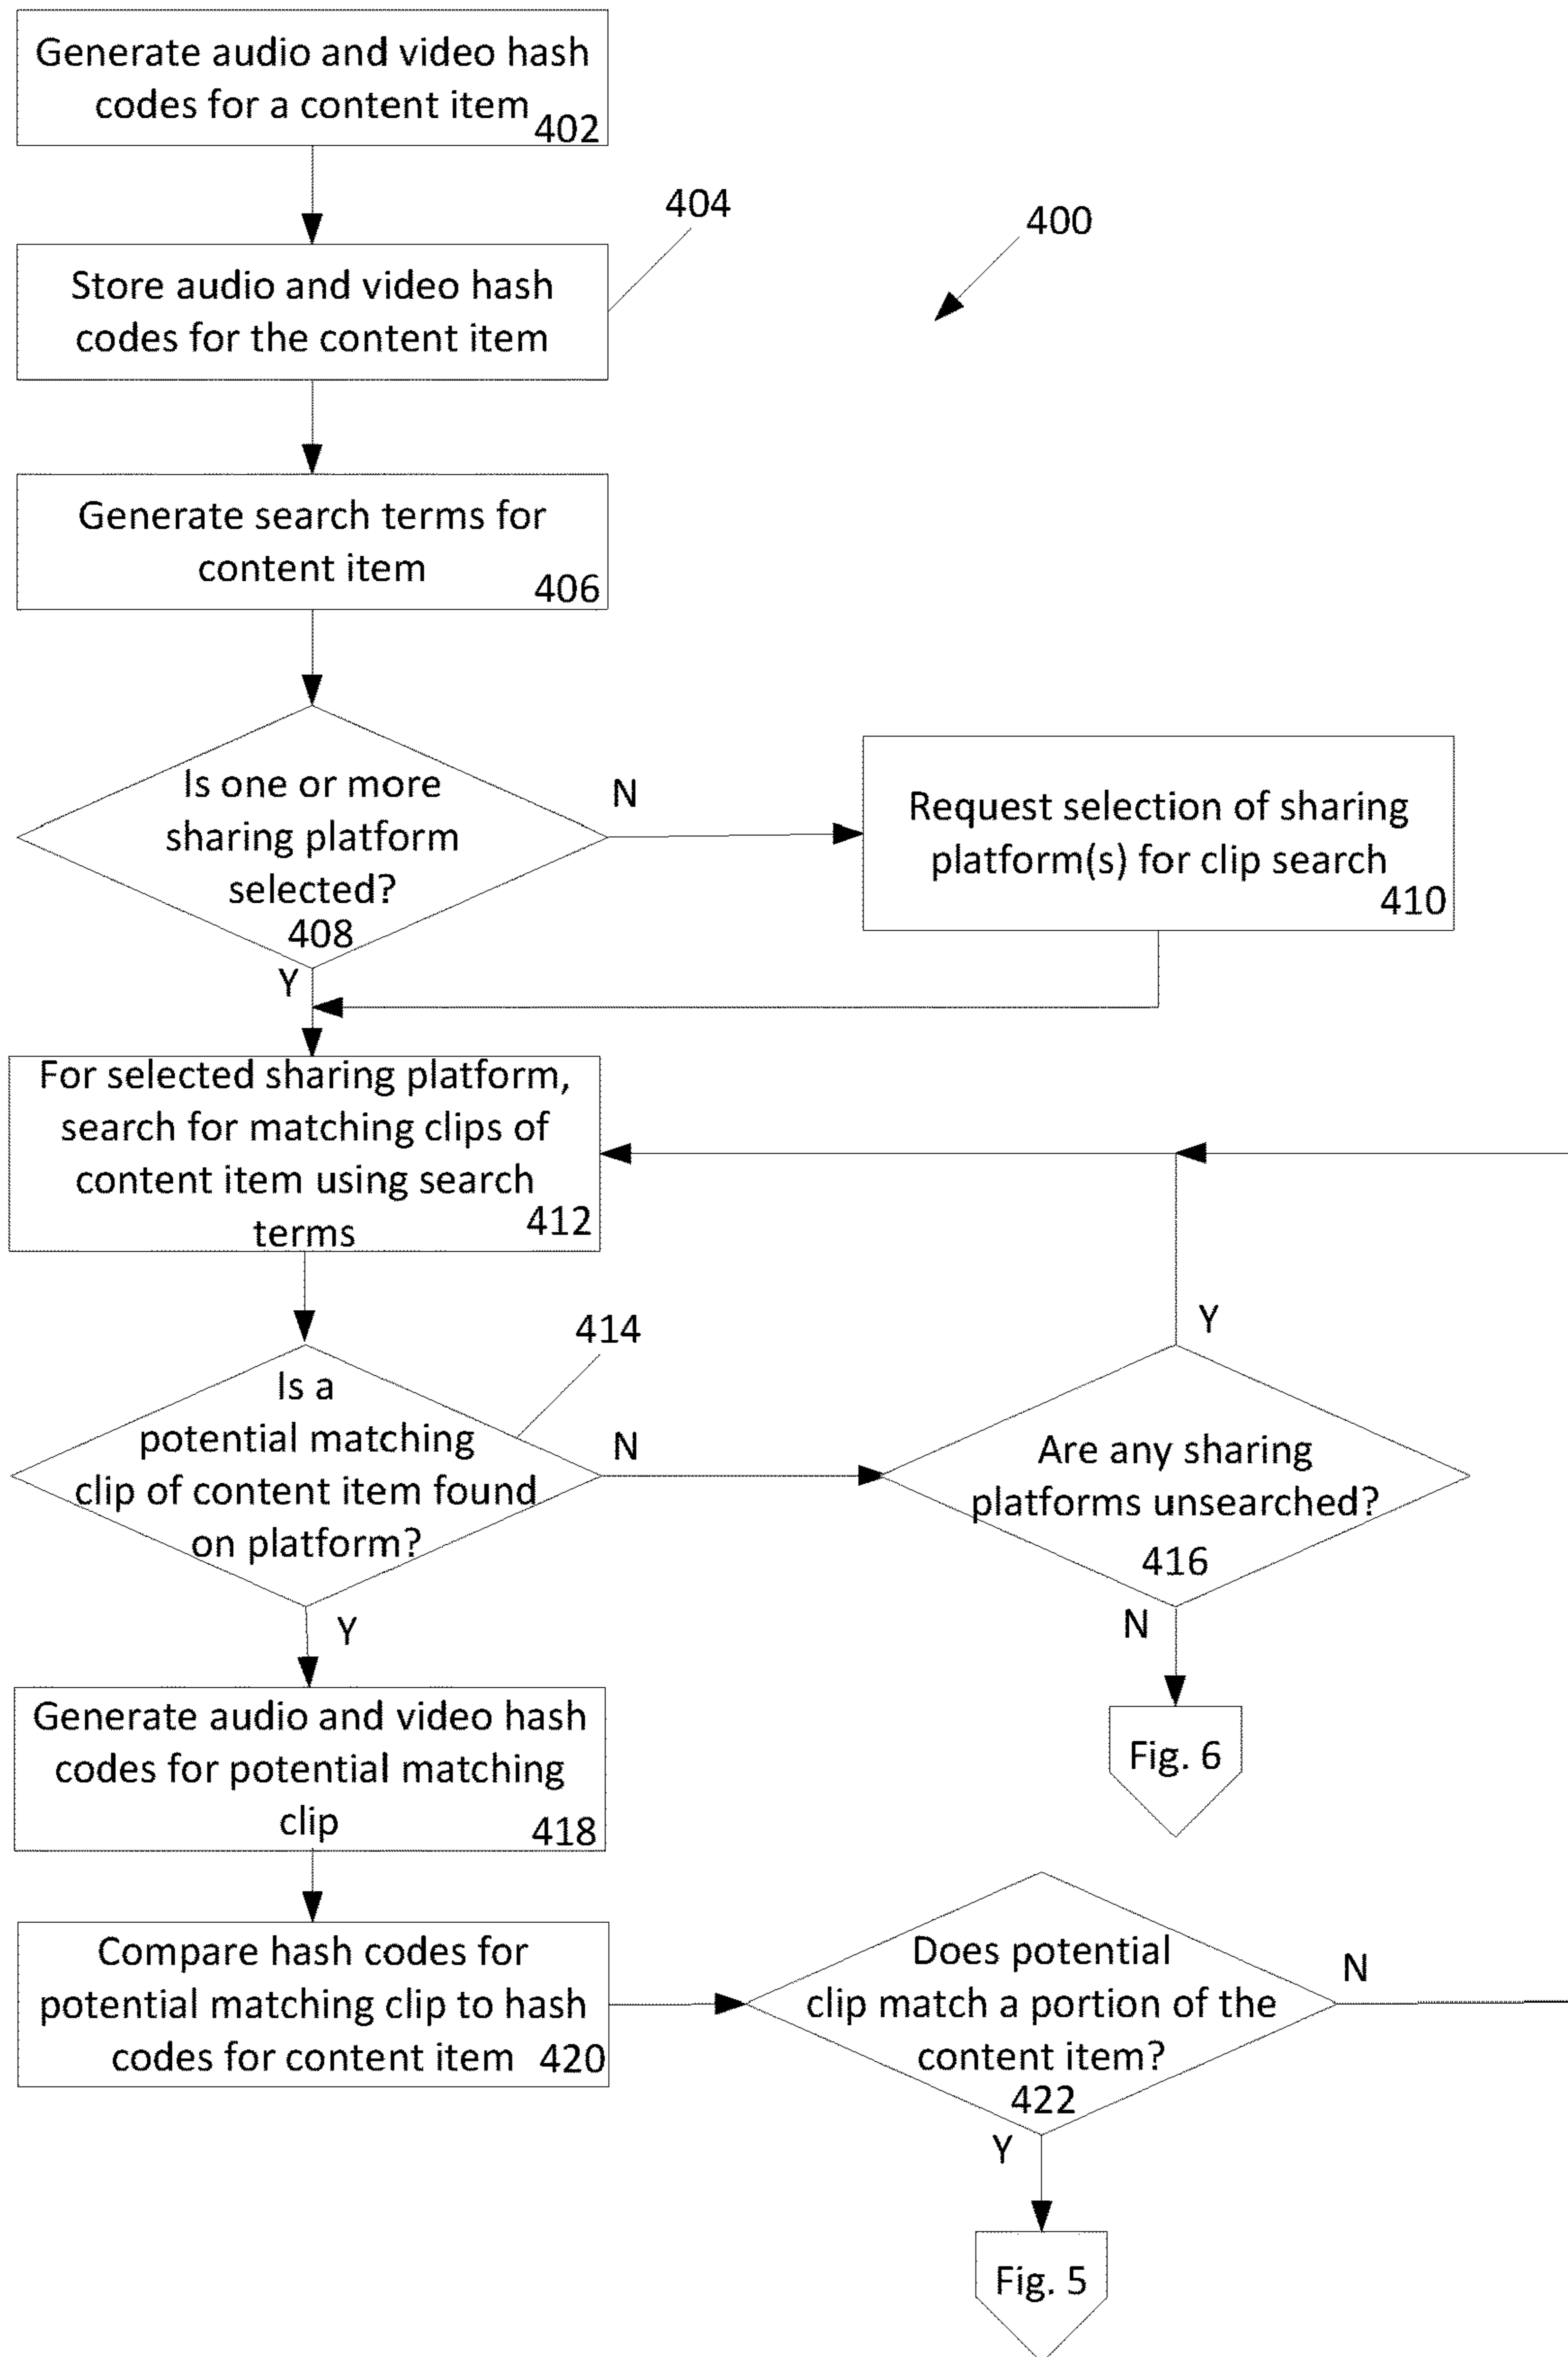 Generate audio and video hash
codes for a content item
402
404
400
Store audio and video hash
codes for the content item
Generate search terms for
content item
406
Is one or more
sharing platform
selected?
408
N
Y
Request selection of sharing
platform(s) for clip search
410
For selected sharing platform,
search for matching clips of
content item using search
terms
412
414
Is a
potential matching
clip of content item found
on platform?
N
Y
Y
Are any sharing
platforms unsearched?
416
N
Fig. 6
Generate audio and video hash
codes for potential matching
clip
418
Compare hash codes for
potential matching clip to hash
codes for content item
420
Does potential
clip match a portion of the
content item?
422
N
Y
Fig. 5